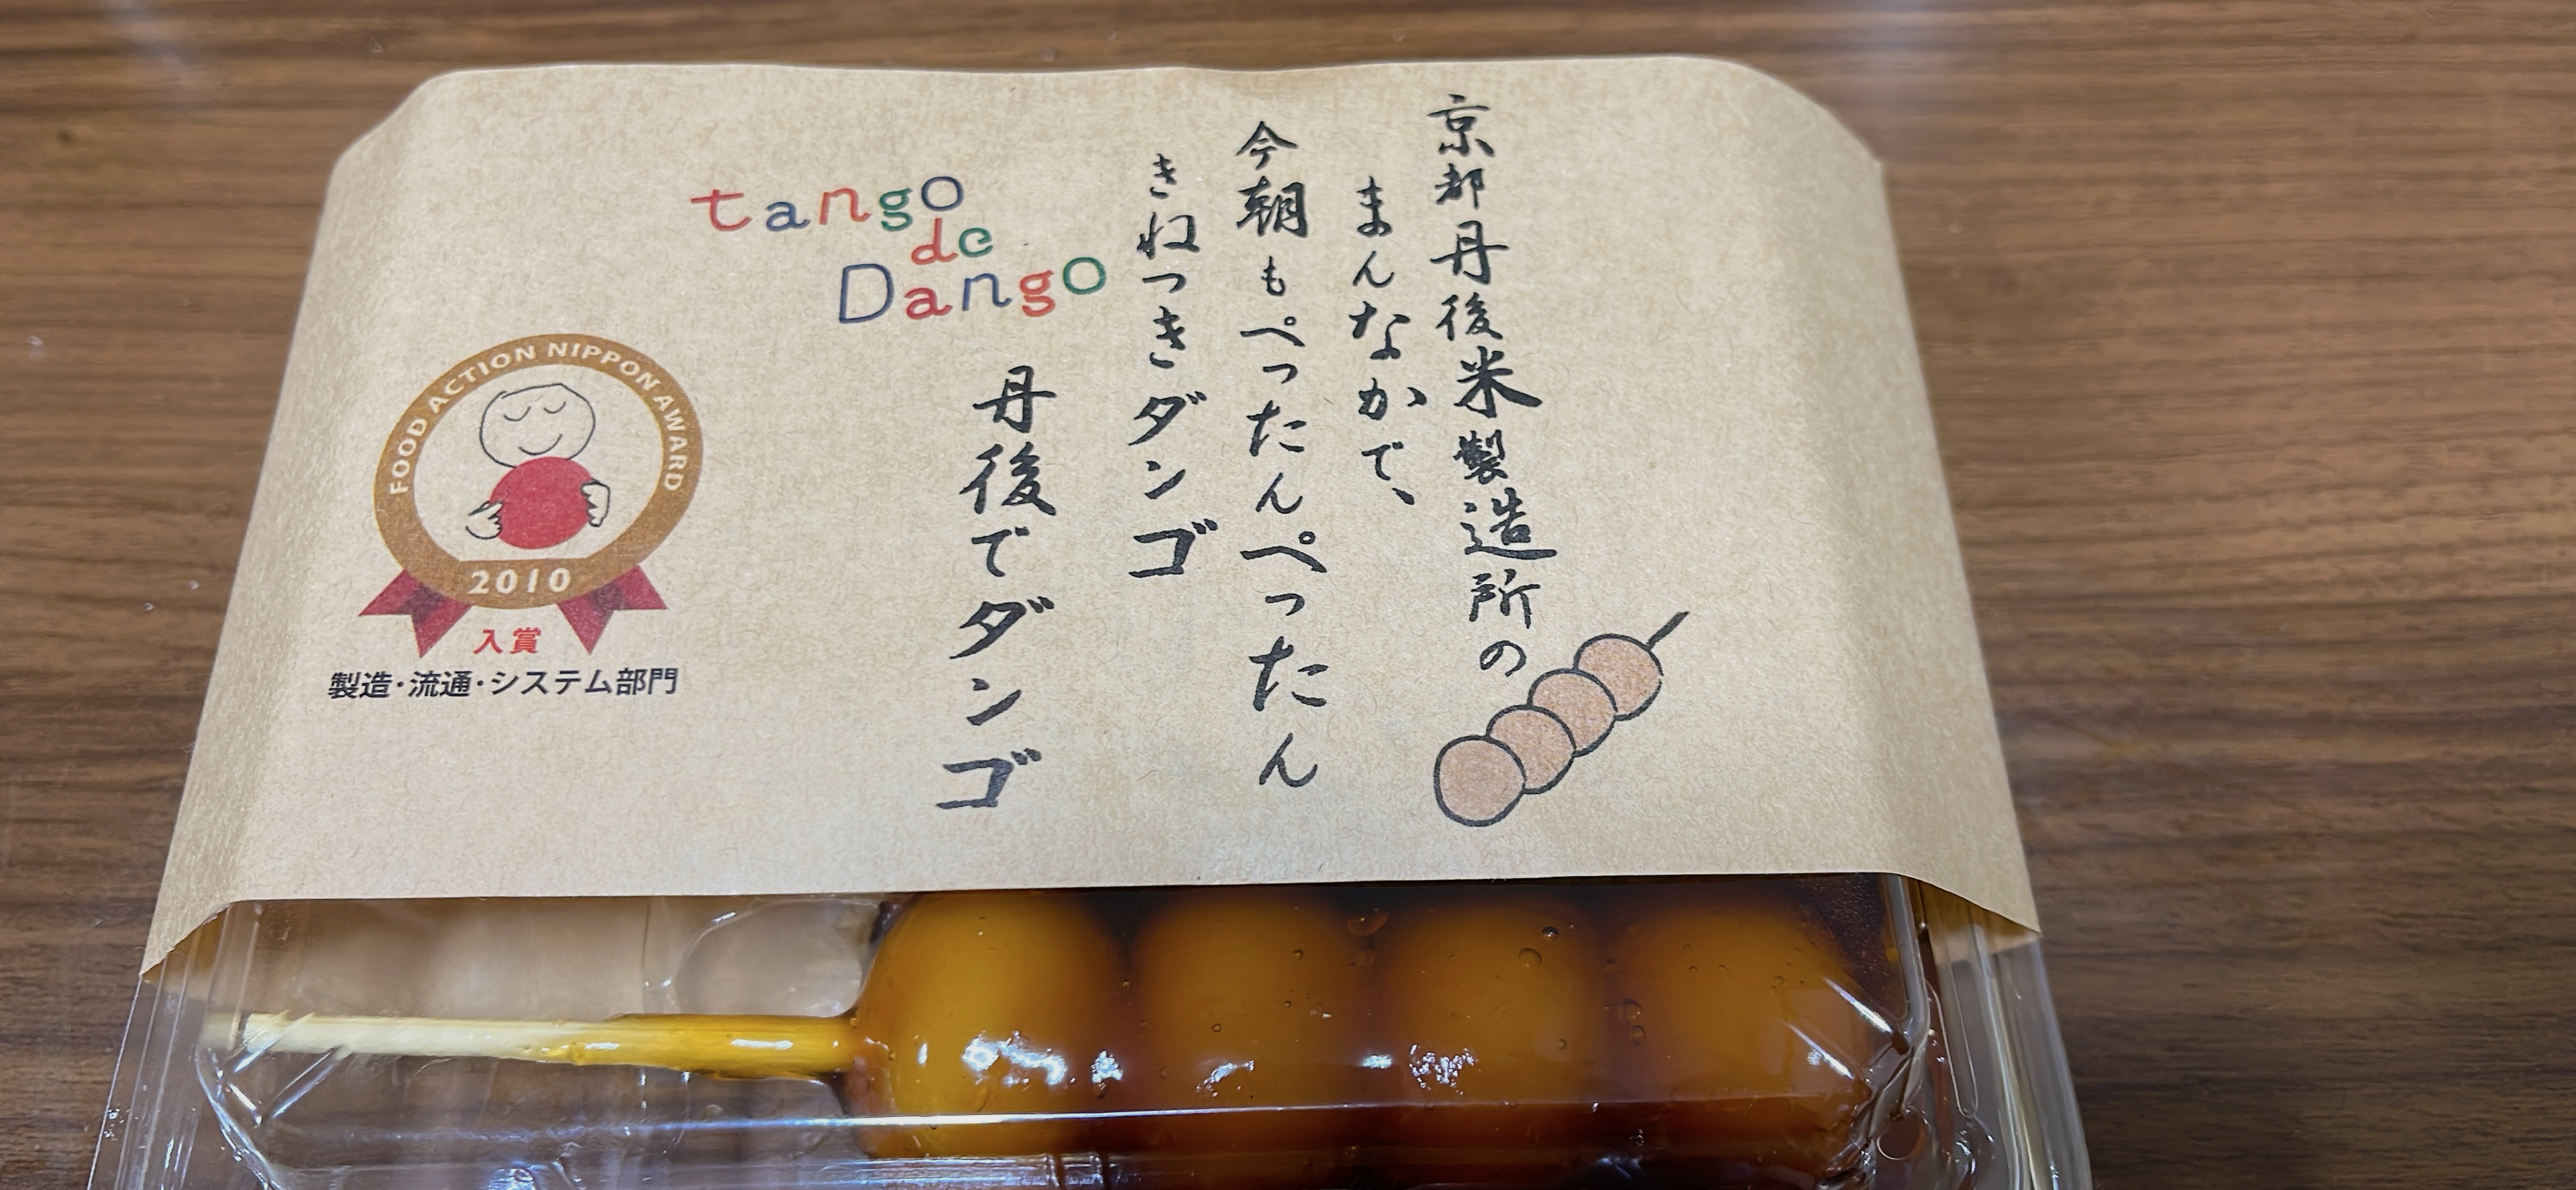 京都丹後米製造所の
まんなかで、
今朝もぺったんぺったん
きねつきダンゴ
tango
de
Dango
丹後でダンゴ
FOOD ACTION NIPPON AWARD
2010
入賞
製造・流通・システム部門